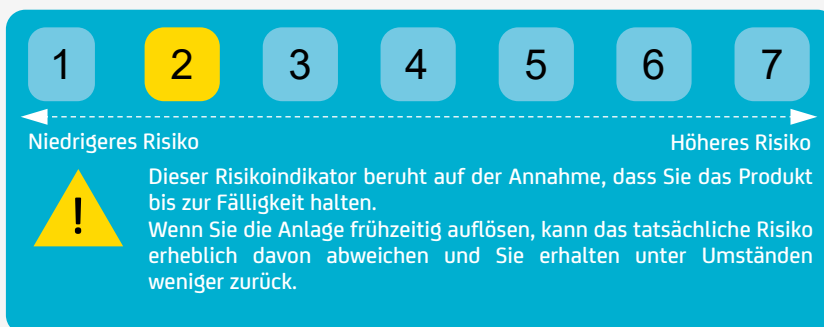 1 2 3 4 5 6 7
Niedrigeres Risiko Höheres Risiko
!
Dieser Risikoindikator beruht auf der Annahme, dass Sie das Produkt
bis zur Fälligkeit halten.
Wenn Sie die Anlage frühzeitig auflösen, kann das tatsächliche Risiko
erheblich davon abweichen und Sie erhalten unter Umständen
weniger zurück.